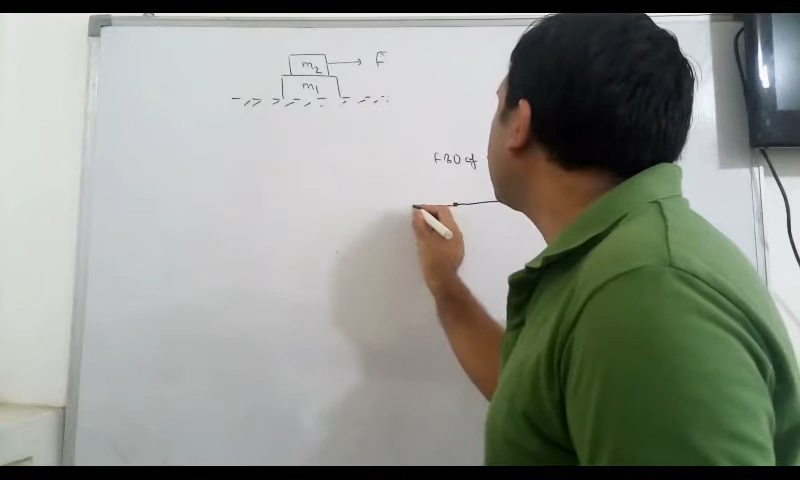 m₂ F
m₁
FBD of